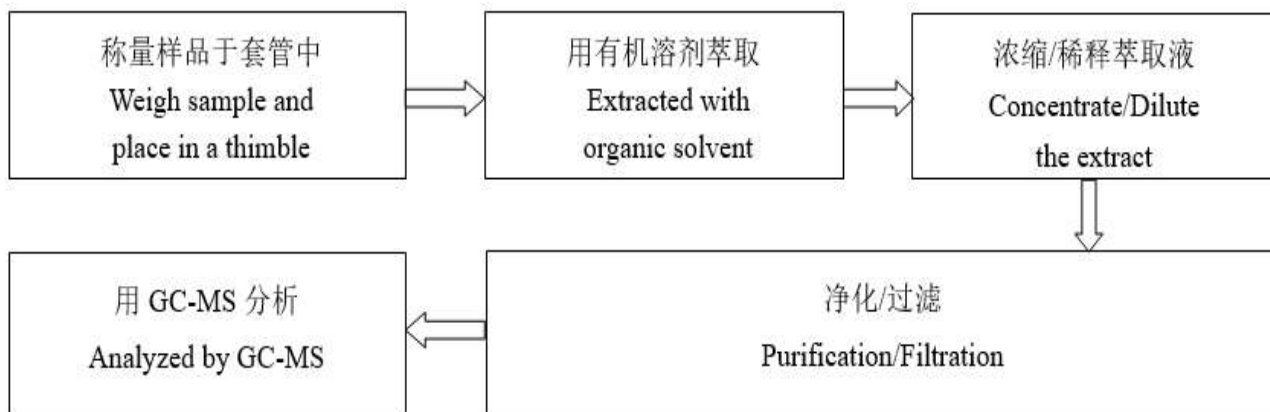 称量样品于套管中
Weigh sample and
place in a thimble
用有机溶剂萃取
Extracted with
organic solvent
浓缩/稀释萃取液
Concentrate/Dilute
the extract
净化/过滤
Purification/Filtration
用 GC-MS 分析
Analyzed by GC-MS